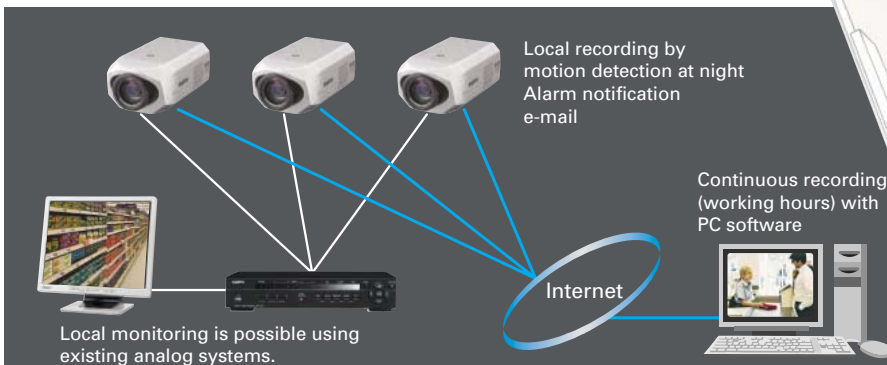 Local recording by
motion detection at night
Alarm notification
e-mail
Continuous recording
(working hours) with
PC software
Internet
Local monitoring is possible using
existing analog systems.